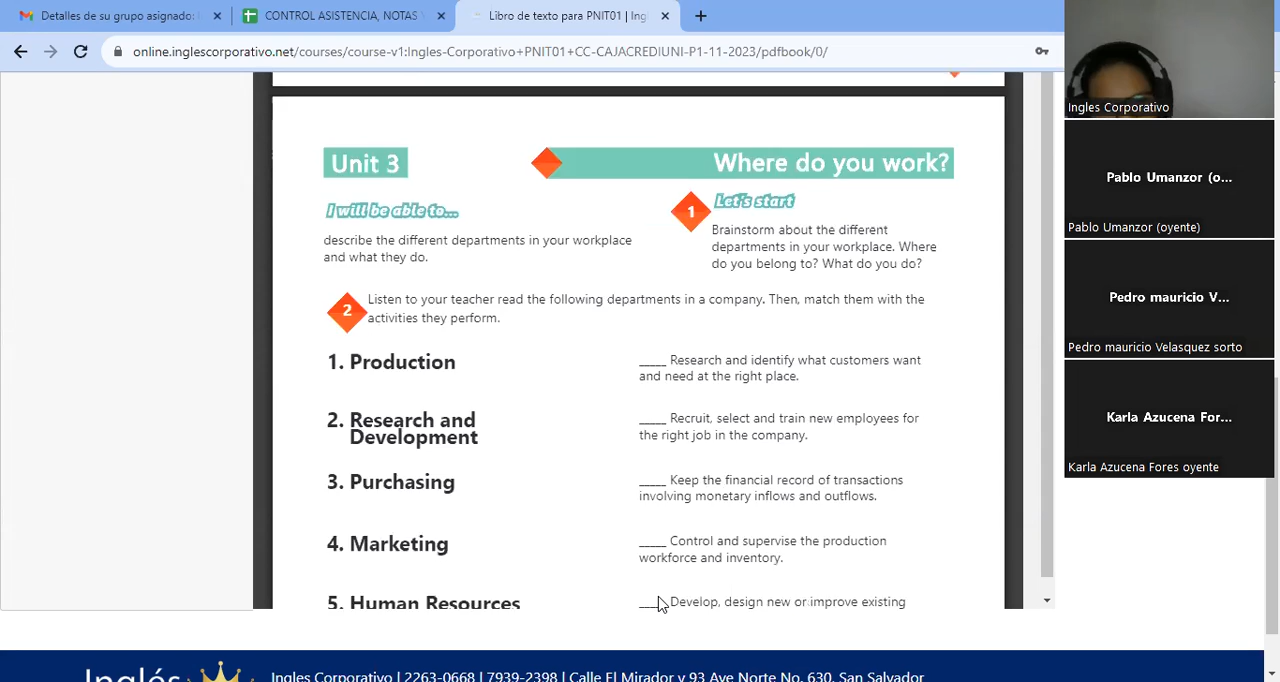 Detalles de su grupo asignado:
CONTROL ASISTENCIA, NOTAS
Libro de texto para PNIT01 | Ing
online.inglescorporativo.net/courses/course-v1:Ingles-Corporativo+PNIT01+CC-CAJACREDIUNI-P1-11-2023/pdfbook/0/
Unit 3
Where do you work?
I will be able to...
describe the different departments in your workplace
and what they do.
1
Let's start
Brainstorm about the different
departments in your workplace. Where
do you belong to? What do you do?
2
Listen to your teacher read the following departments in a company. Then, match them with the
activities they perform.
1. Production
_____ Research and identify what customers want
and need at the right place.
2. Research and
Development
_____ Recruit, select and train new employees for
the right job in the company.
3. Purchasing
_____ Keep the financial record of transactions
involving monetary inflows and outflows.
4. Marketing
_____ Control and supervise the production
workforce and inventory.
5. Human Resources
_____ Develop, design new or improve existing
Inglés
Ingles Corporativo | 2263-0668 | 7939-2398 | Calle El Mirador y 93 Ave Norte No. 630, San Salvador
Ingles Corporativo
Pablo Umanzor (o...
Pablo Umanzor (oyente)
Pedro mauricio V...
Pedro mauricio Velasquez sorto
Karla Azucena For...
Karla Azucena Fores oyente